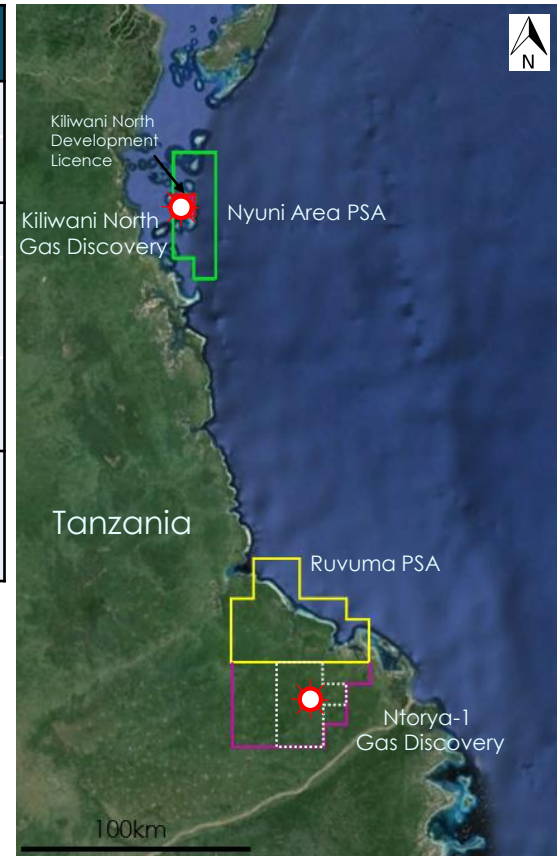 N
Kiliwani North
Development
Licence
Kiliwani North
Gas Discovery
Nyuni Area PSA
Tanzania
Ruvuma PSA
Ntorya-1
Gas Discovery
100km